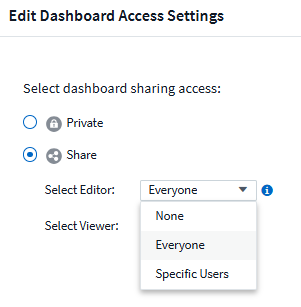 Edit Dashboard Access Settings
Select dashboard sharing access:
Private
Share
Select Editor: Everyone
None
Select Viewer:
Everyone
Specific Users